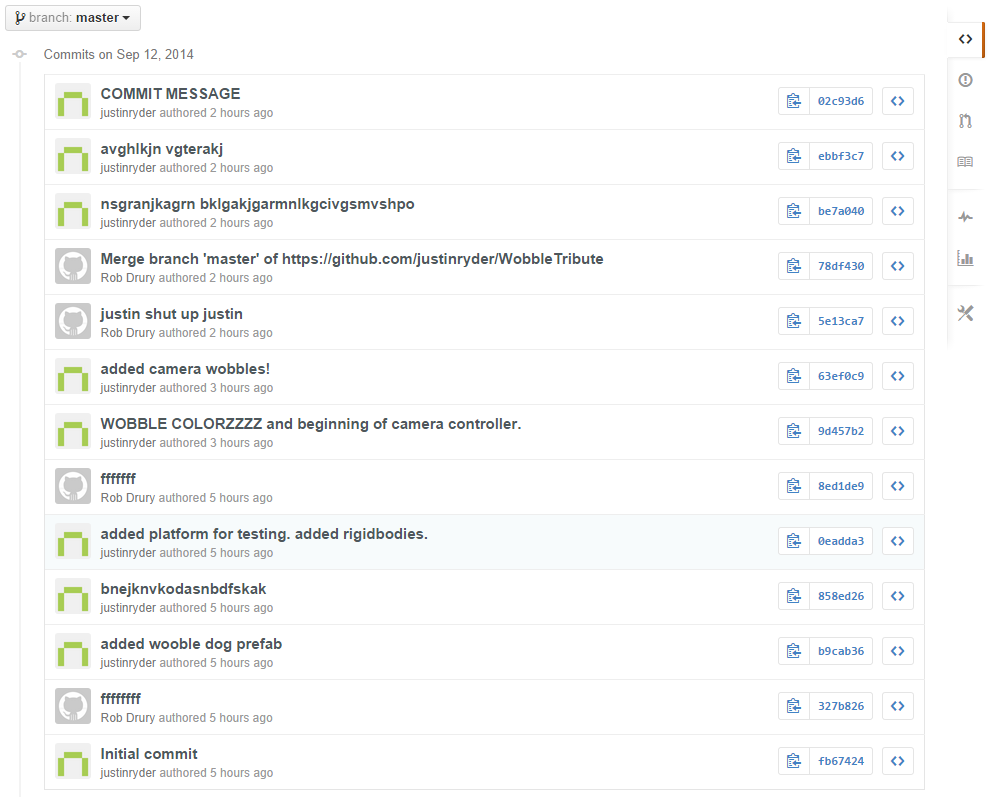 branch: master
Commits on Sep 12, 2014
COMMIT MESSAGE
justinryder authored 2 hours ago
02c93d6
avghlkjn vgterakj
justinryder authored 2 hours ago
ebbf3c7
nsgranjkagrn bklgakjgarmnlkgcivgsmvshpo
justinryder authored 2 hours ago
be7a040
Merge branch 'master' of https://github.com/justinryder/WobbleTribute
Rob Drury authored 2 hours ago
78df430
justin shut up justin
Rob Drury authored 2 hours ago
5e13ca7
added camera wobbles!
justinryder authored 3 hours ago
63ef0c9
WOBBLE COLORZZZZ and beginning of camera controller.
justinryder authored 3 hours ago
9d457b2
fffffff
Rob Drury authored 5 hours ago
8ed1de9
added platform for testing. added rigidbodies.
justinryder authored 5 hours ago
0eadda3
bnejknvkodasnbdfskak
justinryder authored 5 hours ago
858ed26
added wooble dog prefab
justinryder authored 5 hours ago
b9cab36
ffffffff
Rob Drury authored 5 hours ago
327b826
Initial commit
justinryder authored 5 hours ago
fb67424